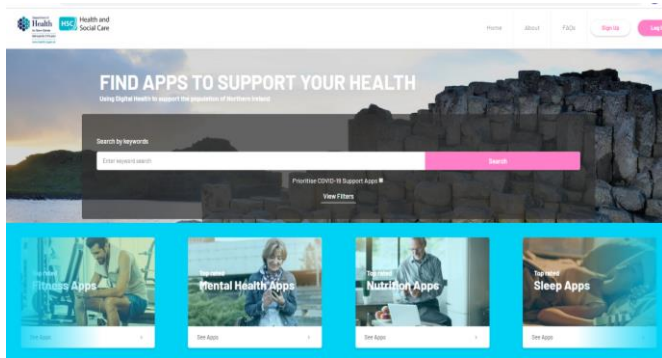 Health
HSC Health and
Social Care
Home About FAQs Sign Up Log
FIND APPS TO SUPPORT YOUR HEALTH
Using Digital Health to support the population of Northern Ireland
Search by keywords
Enter keyword search Search
Prioritise COVID-19 Support Apps
View Filters
Top rated Top rated Top rated Top rated
Fitness Apps Mental Health Apps Nutrition Apps Sleep Apps
See Apps See Apps See Apps See Apps